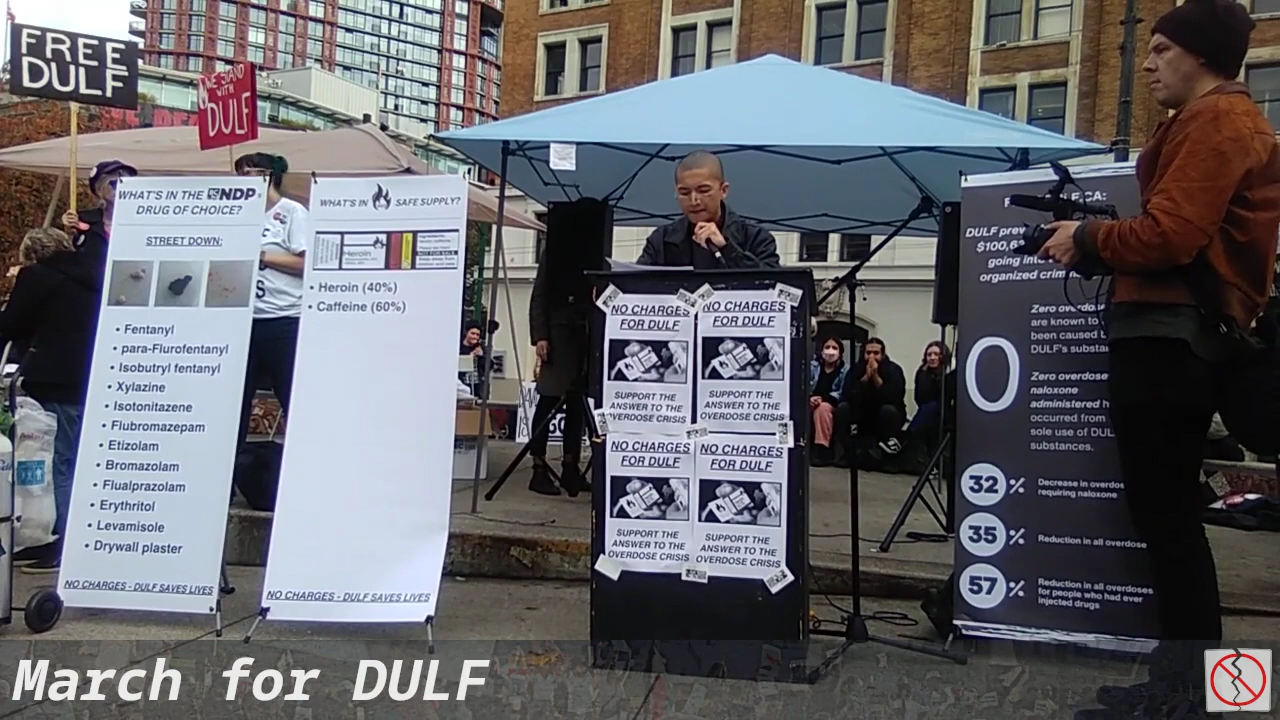 FREE
DULF
WE STAND
WITH
DULF
WHAT'S IN THE NDP's
DRUG OF CHOICE?
STREET DOWN:
• Fentanyl
• para-Flurofentanyl
• Isobutryl fentanyl
• Xylazine
• Isotonitazene
• Flubromazepam
• Etizolam
• Bromazolam
• Flualprazolam
• Erythritol
• Levamisole
• Drywall plaster
NO CHARGES - DULF SAVES LIVES
WHAT'S IN SAFE SUPPLY?
Heroin
NOT FOR SALE
• Heroin (40%)
• Caffeine (60%)
NO CHARGES - DULF SAVES LIVES
NO CHARGES
FOR DULF
SUPPORT THE
ANSWER TO THE
OVERDOSE CRISIS
NO CHARGES
FOR DULF
SUPPORT THE
ANSWER TO THE
OVERDOSE CRISIS
NO CHARGES
FOR DULF
SUPPORT THE
ANSWER TO THE
OVERDOSE CRISIS
NO CHARGES
FOR DULF
SUPPORT THE
ANSWER TO THE
OVERDOSE CRISIS
DULF prev
$100,6
going into
organized crim
0
Zero overdose
are known to
been caused b
DULF's substan
Zero overdose
naloxone
administered h
occurred from
sole use of DUL
substances.
32 %
Decrease in overdose
requiring naloxone
35 %
Reduction in all overdose
57 %
Reduction in all overdoses
for people who had ever
injected drugs
March for DULF